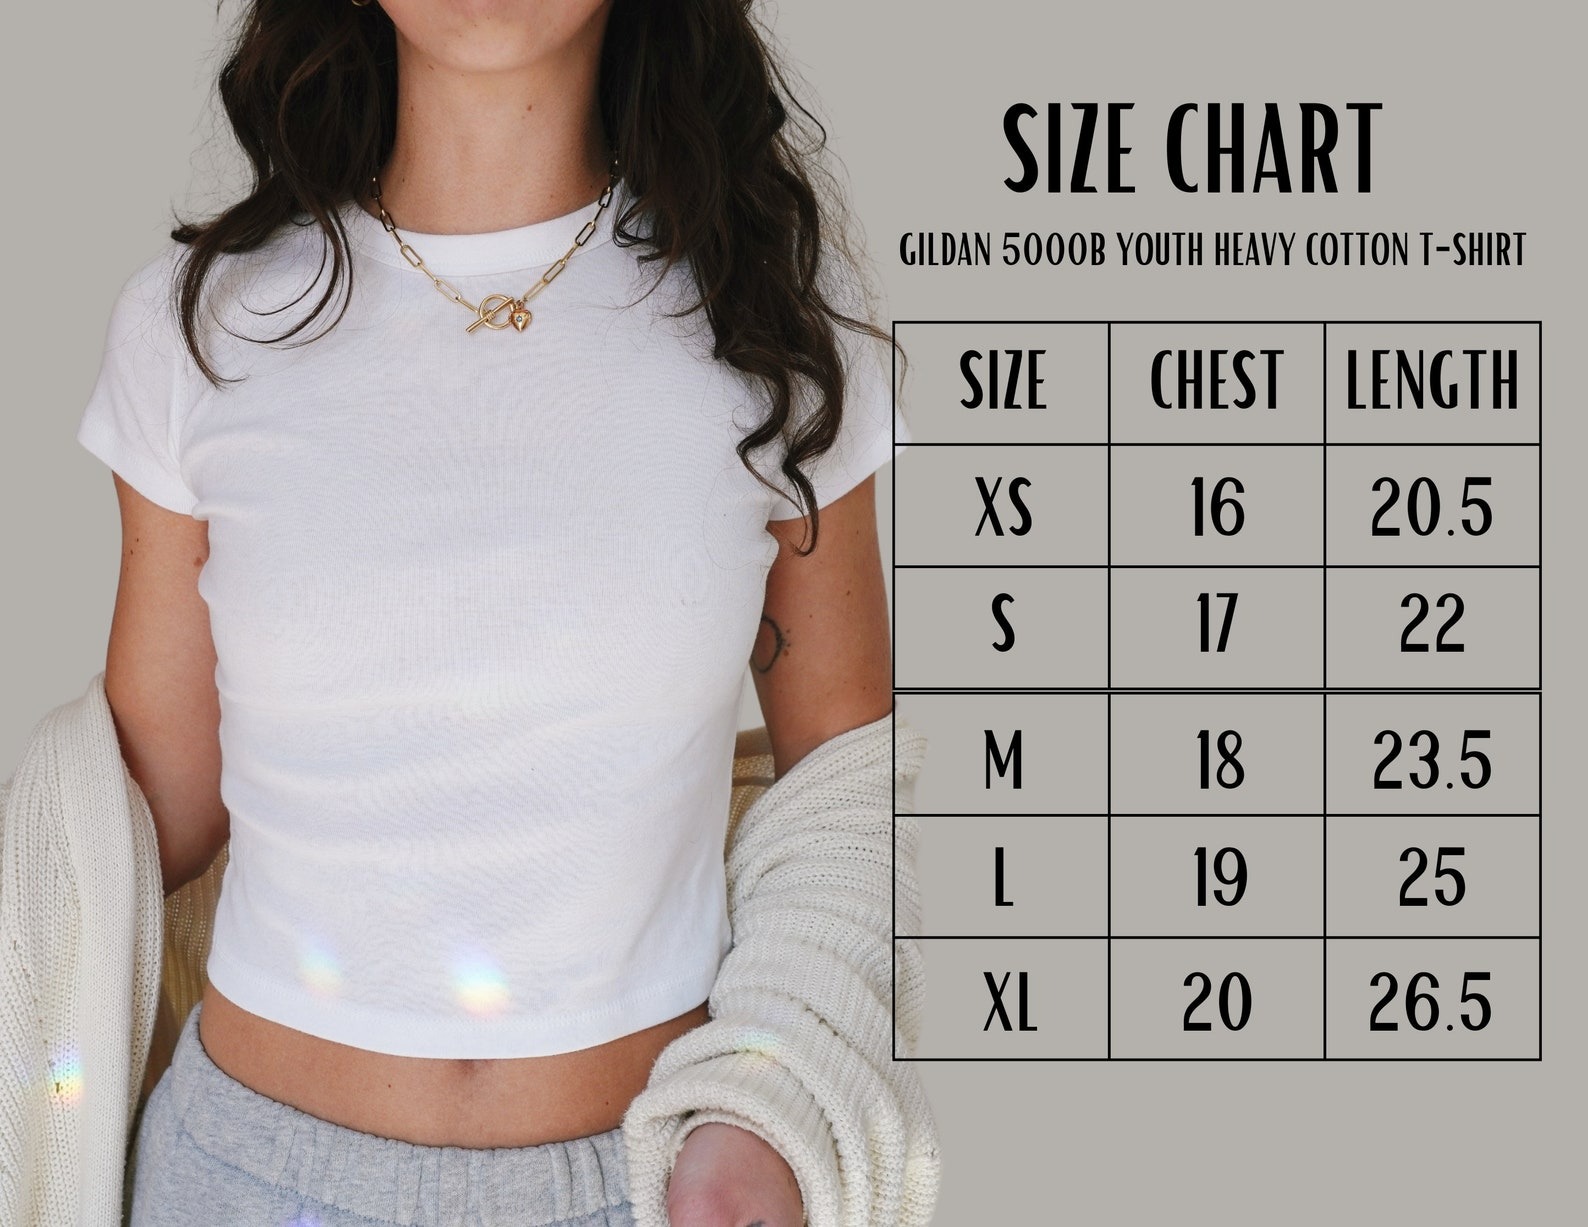 SIZE CHART
GILDAN 5000B YOUTH HEAVY COTTON T-SHIRT
SIZE CHEST LENGTH
XS 16 20.5
S 17 22
M 18 23.5
L 19 25
XL 20 26.5